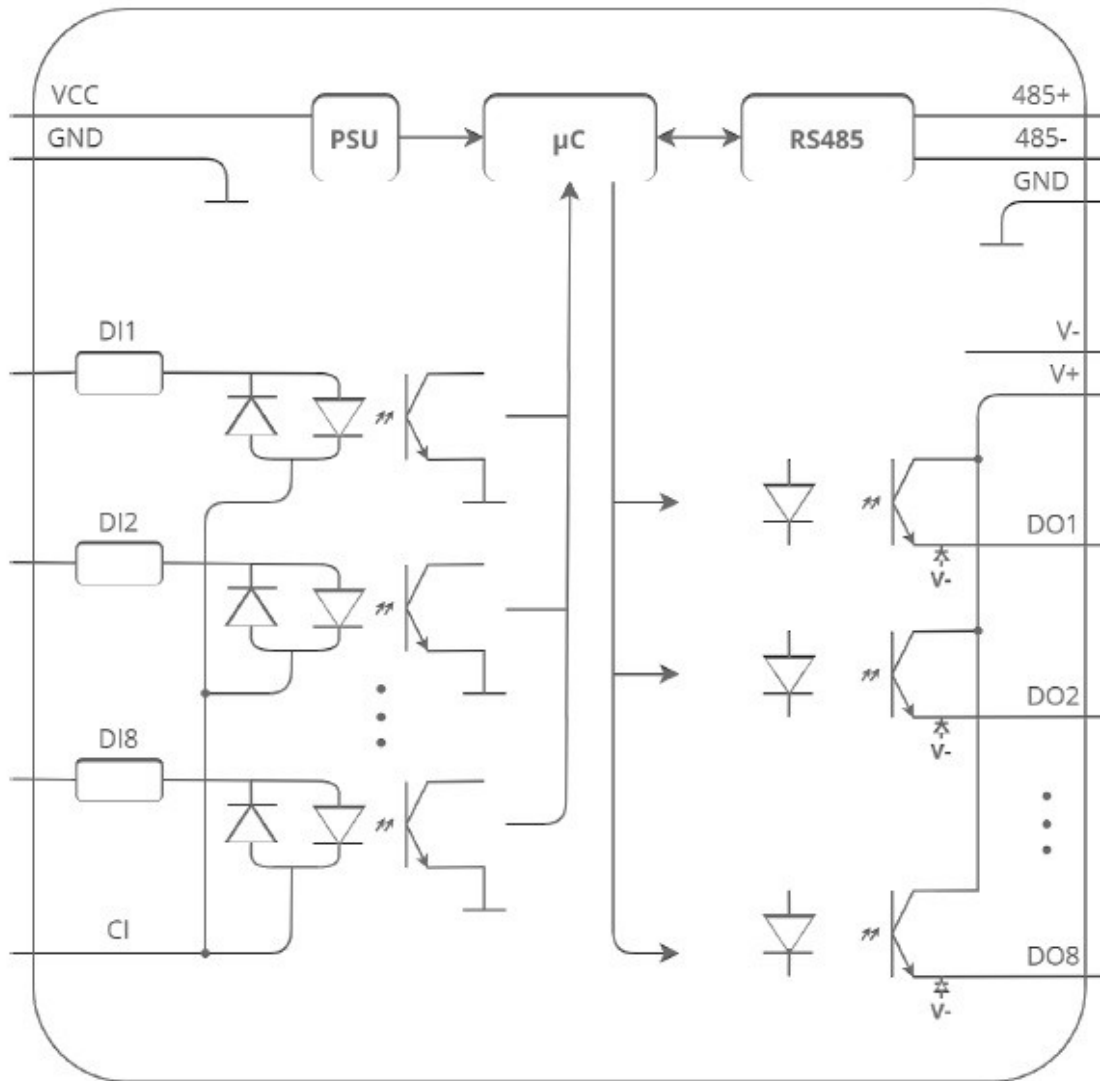 VCC
GND
PSU
µC
RS485
485+
485-
GND
DI1
V-
V+
DI2
DO1
V-
DO2
V-
DI8
CI
DO8
V-